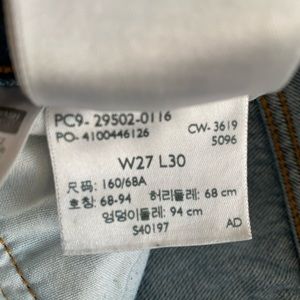 PC9- 29502-0116
PO- 4100446126 CW-3619
5096
W27 L30
尺码: 160/68A
호칭: 68-94 허리둘레: 68 cm
엉덩이둘레: 94 cm
S40197 AD